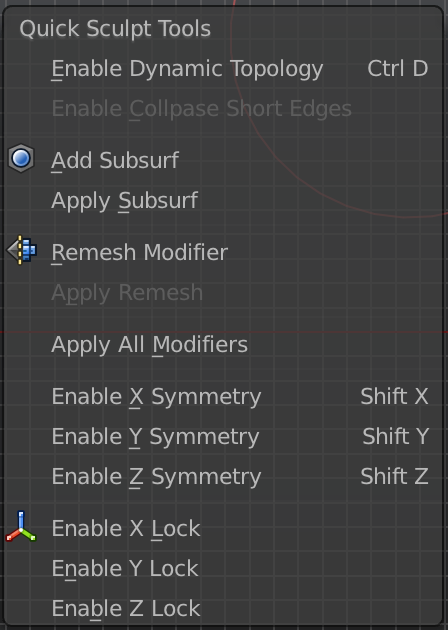 Quick Sculpt Tools
Enable Dynamic Topology Ctrl D
Enable Collpase Short Edges
Add Subsurf
Apply Subsurf
Remesh Modifier
Apply Remesh
Apply All Modifiers
Enable X Symmetry Shift X
Enable Y Symmetry Shift Y
Enable Z Symmetry Shift Z
Enable X Lock
Enable Y Lock
Enable Z Lock